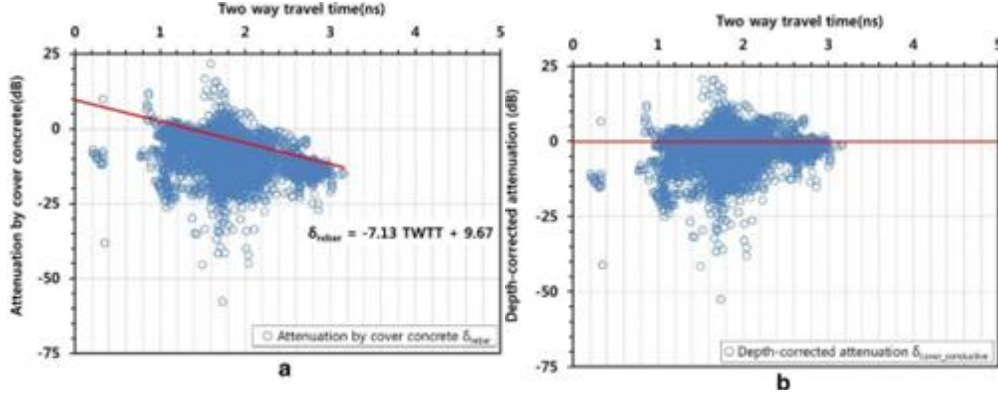 Two way travel time(ns)
0 1 2 3 4 5
25
0
-25
-50
-75
Attenuation by cover concrete(dB)
δrebar = -7.13 TWTT + 9.67
Attenuation by cover concrete δrebar
a
Two way travel time(ns)
0 1 2 3 4 5
25
0
-25
-50
-75
Depth-corrected attenuation (dB)
Depth-corrected attenuation δcover_conductive
b